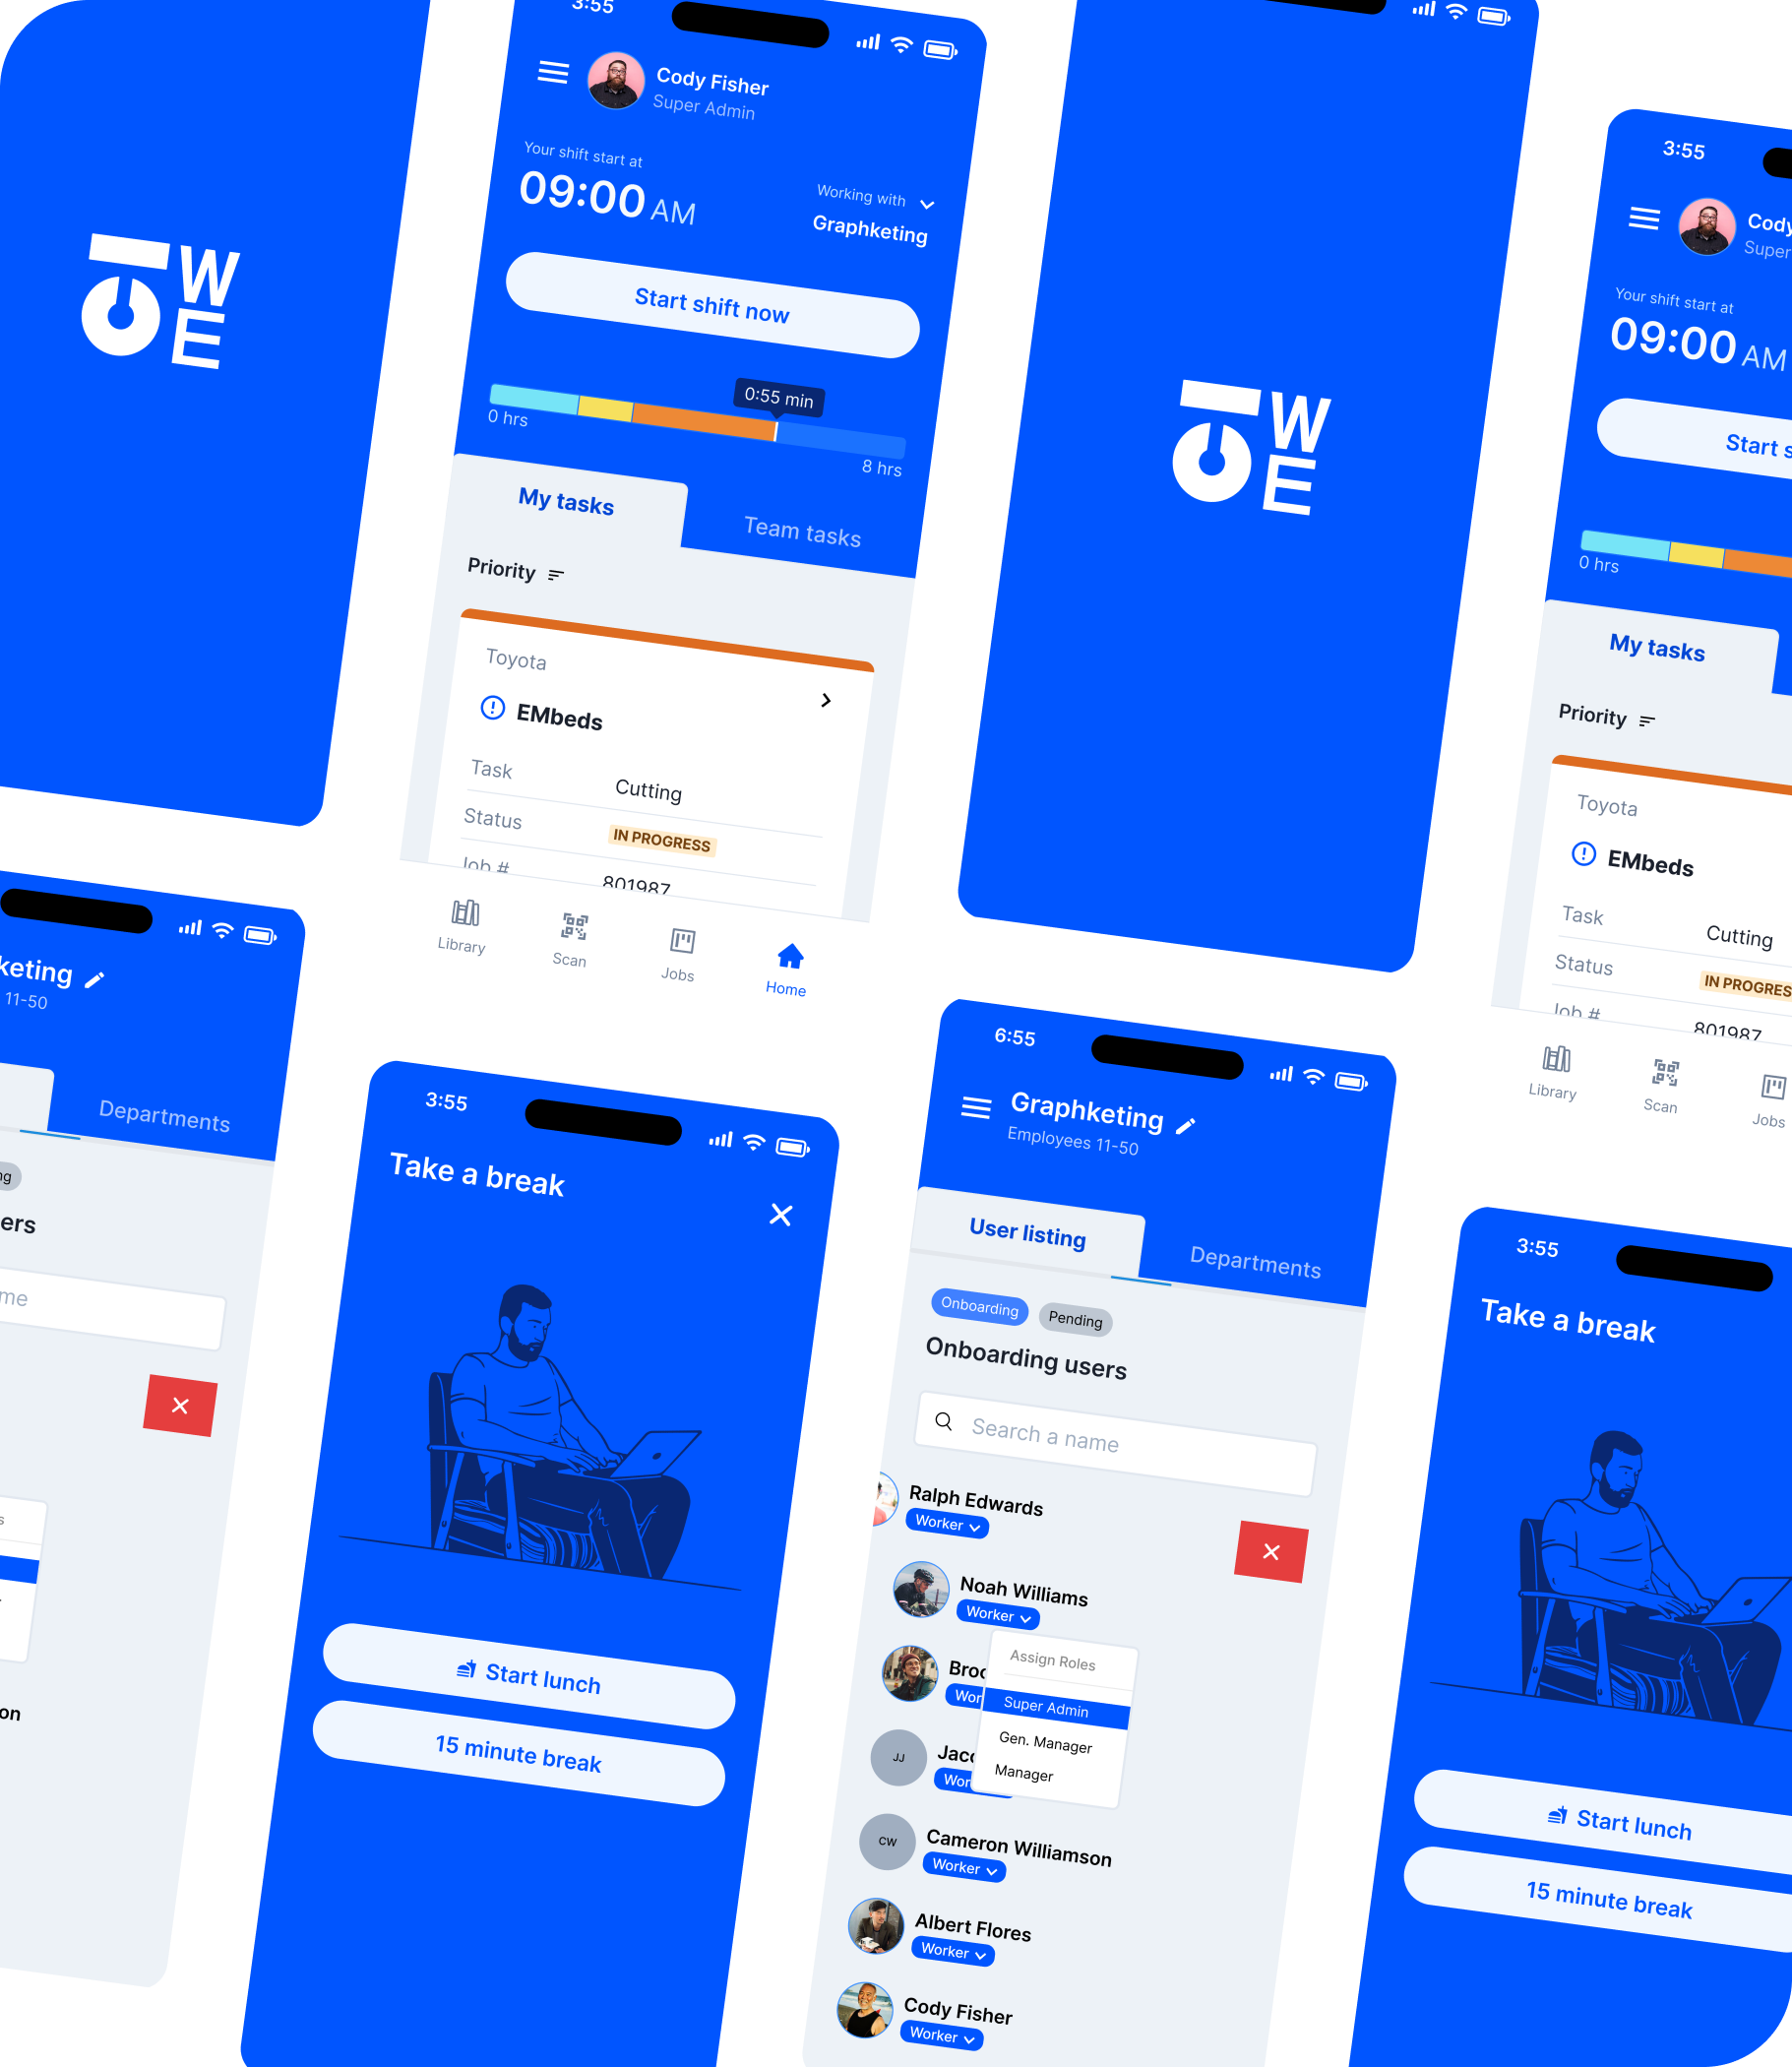 W
E
3:55
Cody Fisher
Super Admin
Your shift start at
09:00 AM
Working with
Graphketing
Start shift now
0:55 min
0 hrs
8 hrs
My tasks
Team tasks
Priority
Toyota
EMbeds
Task
Cutting
Status
IN PROGRESS
Job #
801987
Library
Scan
Jobs
Home
W
E
3:55
Cody
Super
Your shift start at
09:00 AM
Start s
0 hrs
My tasks
Priority
Toyota
EMbeds
Task
Cutting
Status
IN PROGRES
Job #
801987
Library
Scan
Jobs
keting
11-50
Departments
ng
ers
me
s
on
3:55
Take a break
Start lunch
15 minute break
6:55
Graphketing
Employees 11-50
User listing
Departments
Onboarding
Pending
Onboarding users
Search a name
Ralph Edwards
Worker
Noah Williams
Worker
Assign Roles
Super Admin
Gen. Manager
Manager
Broo
Wor
JJ
Jaco
Wor
CW
Cameron Williamson
Worker
Albert Flores
Worker
Cody Fisher
Worker
3:55
Take a break
Start lunch
15 minute break